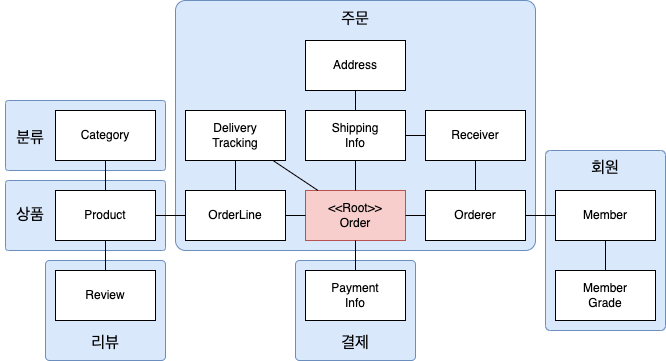 주문
Address
분류
Category
Delivery
Tracking
Shipping
Info
Receiver
회원
상품
Product
OrderLine
<<Root>>
Order
Orderer
Member
Review
리뷰
Payment
Info
결제
Member
Grade